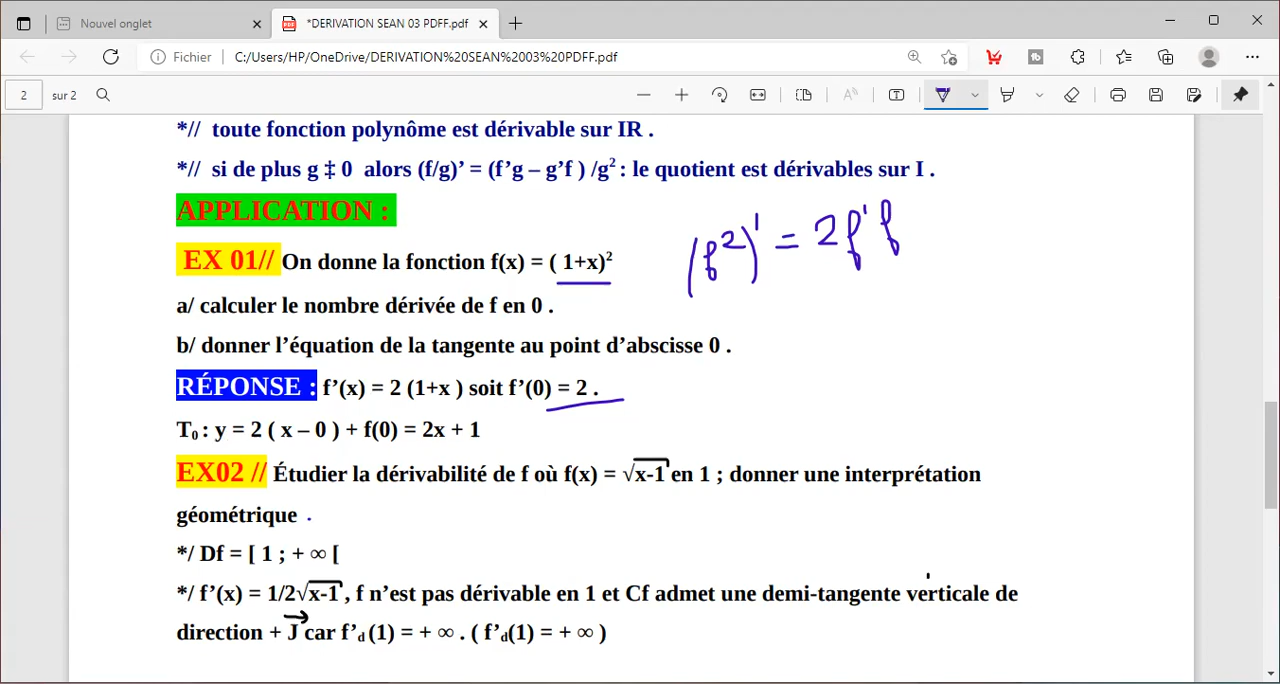 Nouvel onglet
*DERIVATION SEAN 03 PDFF.pdf
Fichier C:/Users/HP/OneDrive/DERIVATION%20SEAN%2003%20PDFF.pdf
2 sur 2
*// toute fonction polynôme est dérivable sur IR .
*// si de plus g ‡ 0 alors (f/g)’ = (f’g – g’f ) /g² : le quotient est dérivables sur I .
APPLICATION :
(f²)' = 2f'f
EX 01// On donne la fonction f(x) = ( 1+x)²
a/ calculer le nombre dérivée de f en 0 .
b/ donner l’équation de la tangente au point d’abscisse 0 .
RÉPONSE : f’(x) = 2 (1+x ) soit f’(0) = 2 .
T₀ : y = 2 ( x – 0 ) + f(0) = 2x + 1
EX02 // Étudier la dérivabilité de f où f(x) = √x-1 en 1 ; donner une interprétation
géométrique .
*/ Df = [ 1 ; + ∞ [
*/ f’(x) = 1/2√x-1 , f n’est pas dérivable en 1 et Cf admet une demi-tangente verticale de
direction + J car f’d (1) = + ∞ . ( f’d(1) = + ∞ )